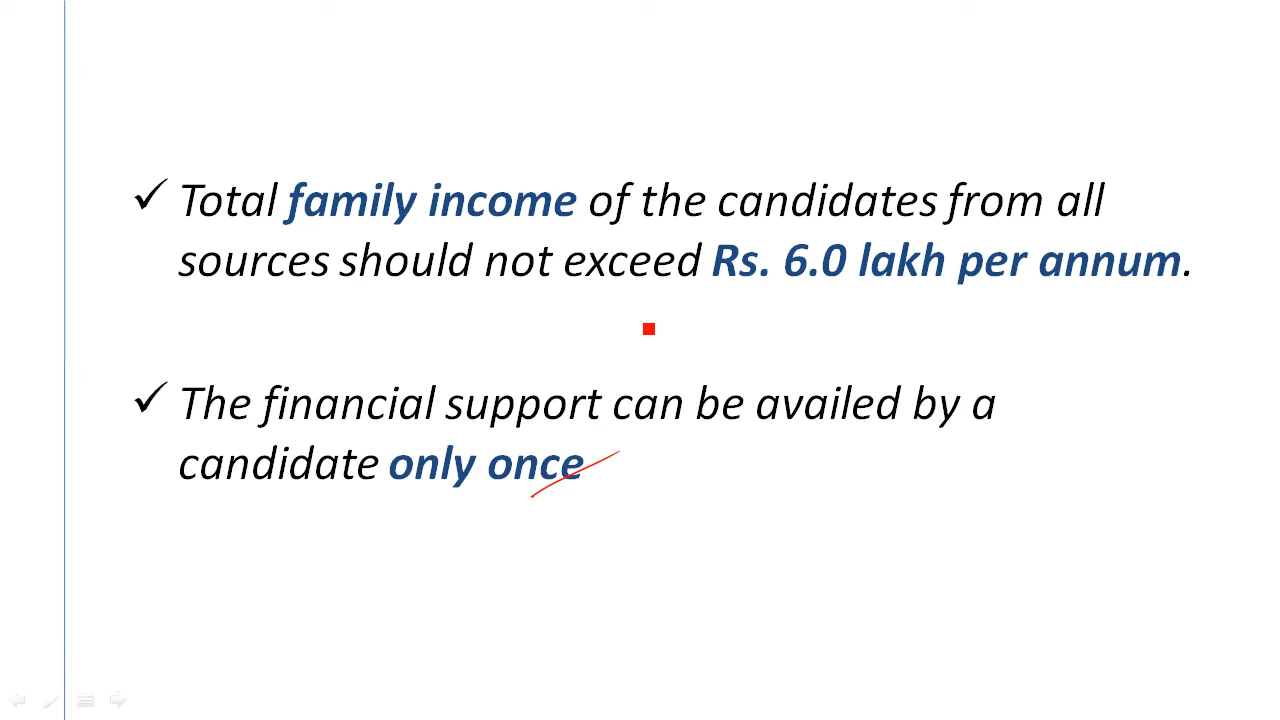 ✓ Total family income of the candidates from all
sources should not exceed Rs. 6.0 lakh per annum.
✓ The financial support can be availed by a
candidate only once